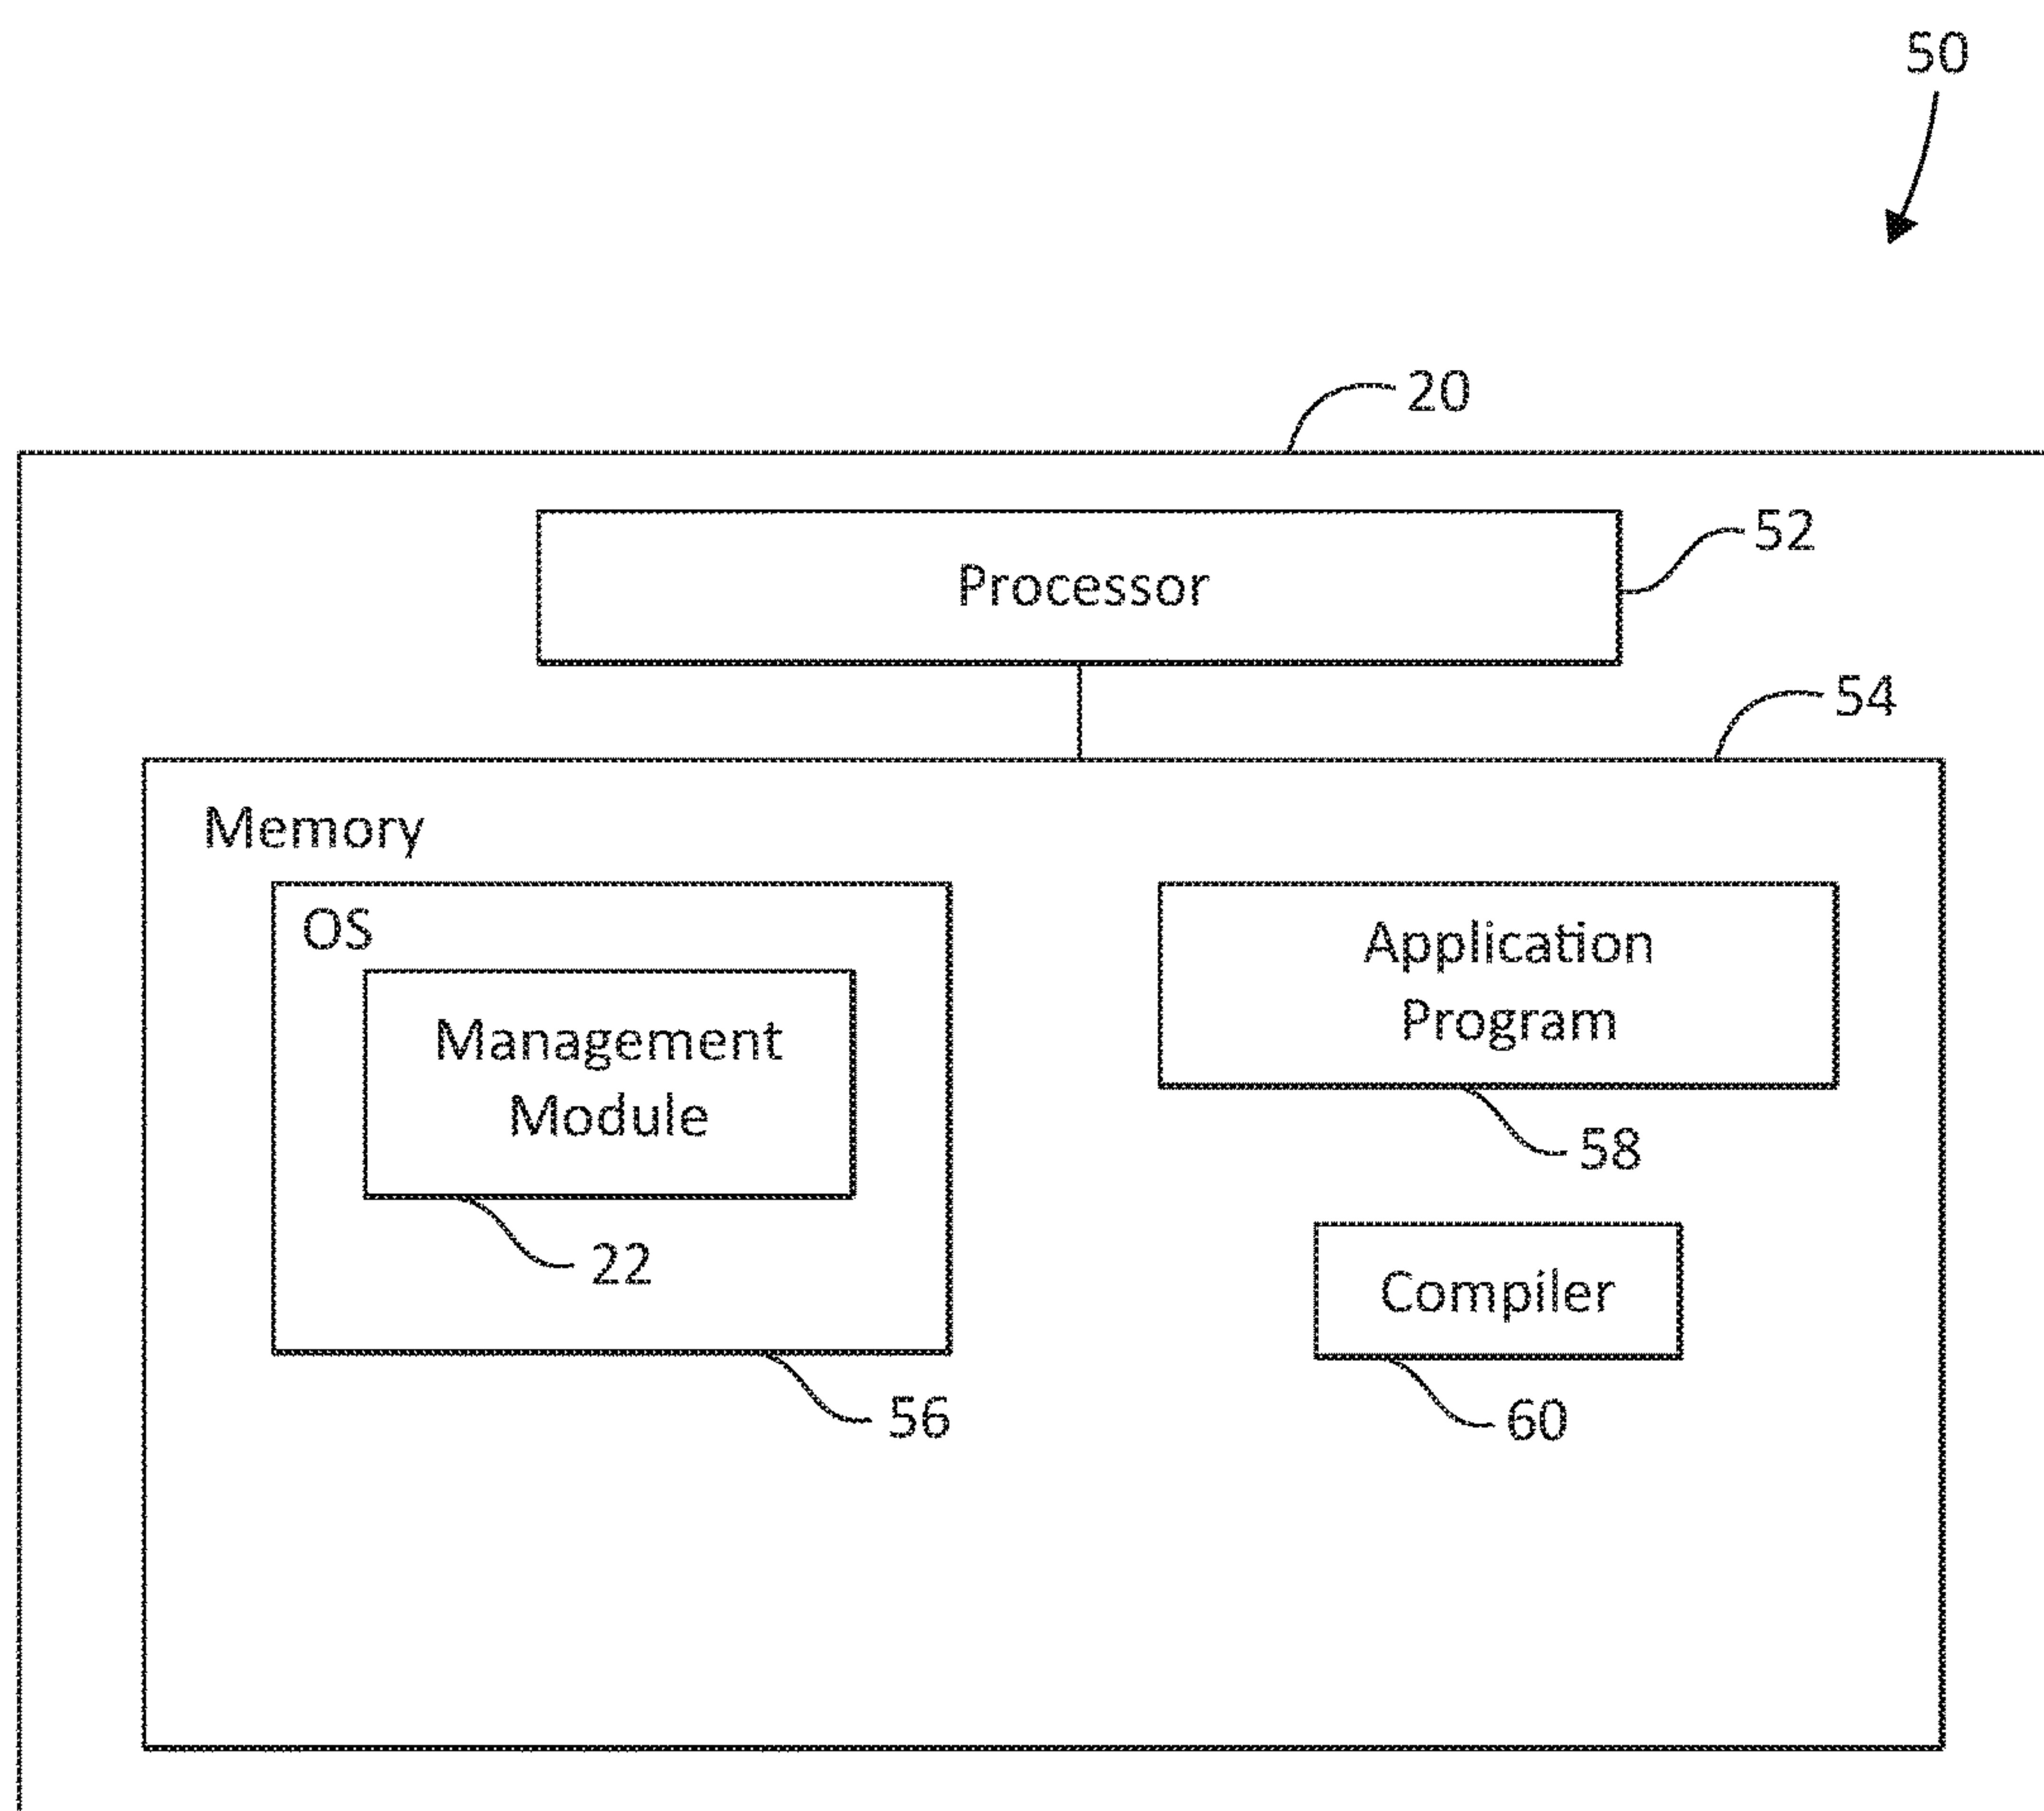 50
20
Processor
52
54
Memory
OS
Management
Module
22
56
Application
Program
58
Compiler
60